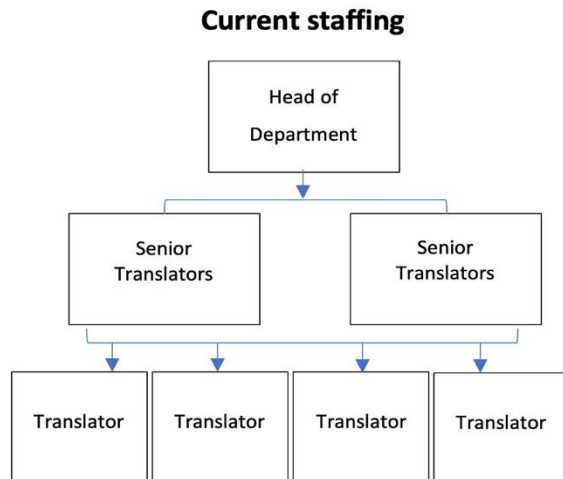 Current staffing
Head of
Department
Senior
Translators
Senior
Translators
Translator
Translator
Translator
Translator